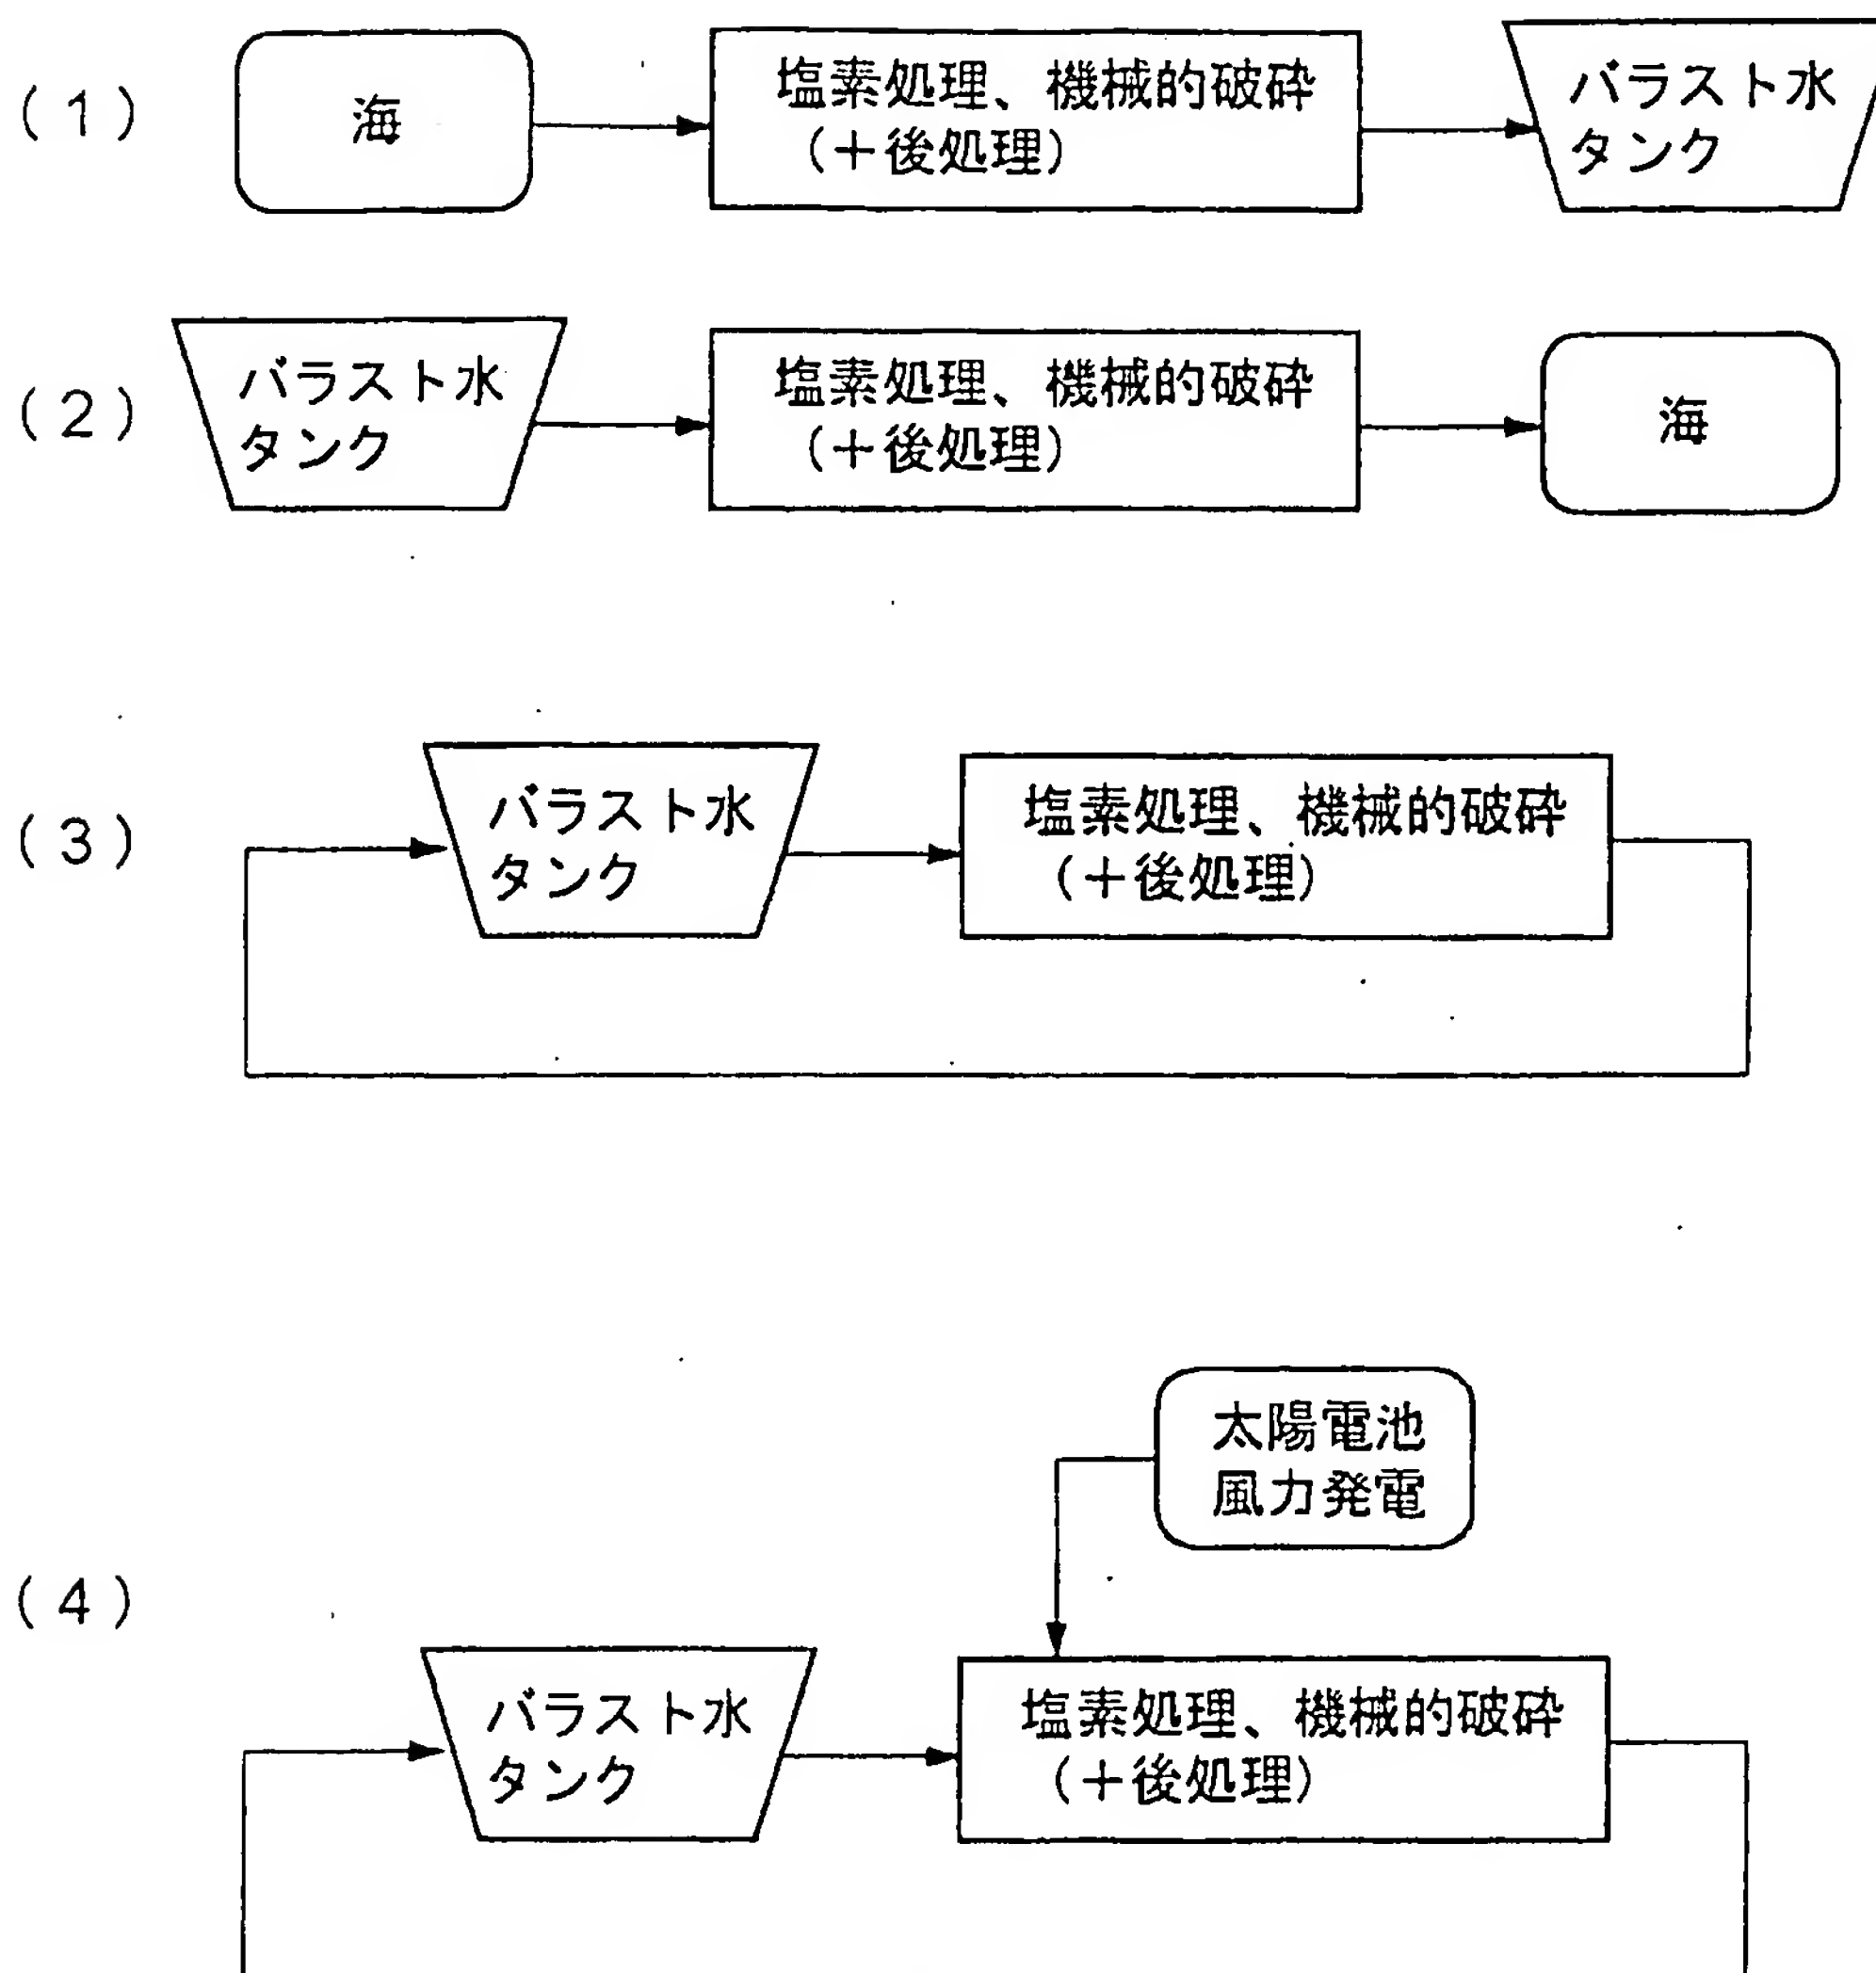 (1)
海
塩素処理、機械的破砕
(+後処理)
バラスト水
タンク
(2)
バラスト水
タンク
塩素処理、機械的破砕
(+後処理)
海
(3)
バラスト水
タンク
塩素処理、機械的破砕
(+後処理)
太陽電池
風力発電
(4)
バラスト水
タンク
塩素処理、機械的破砕
(+後処理)